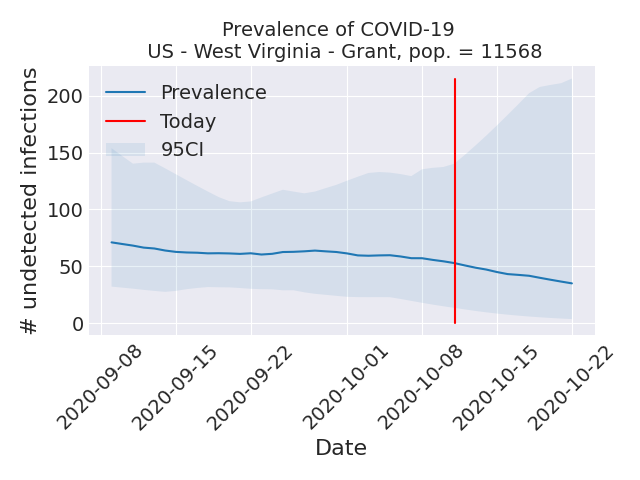 Prevalence of COVID-19
US - West Virginia - Grant, pop. = 11568
# undetected infections
200
150
100
50
0
Prevalence
Today
95CI
2020-09-08
2020-09-15
2020-09-22
2020-10-01
2020-10-08
2020-10-15
2020-10-22
Date